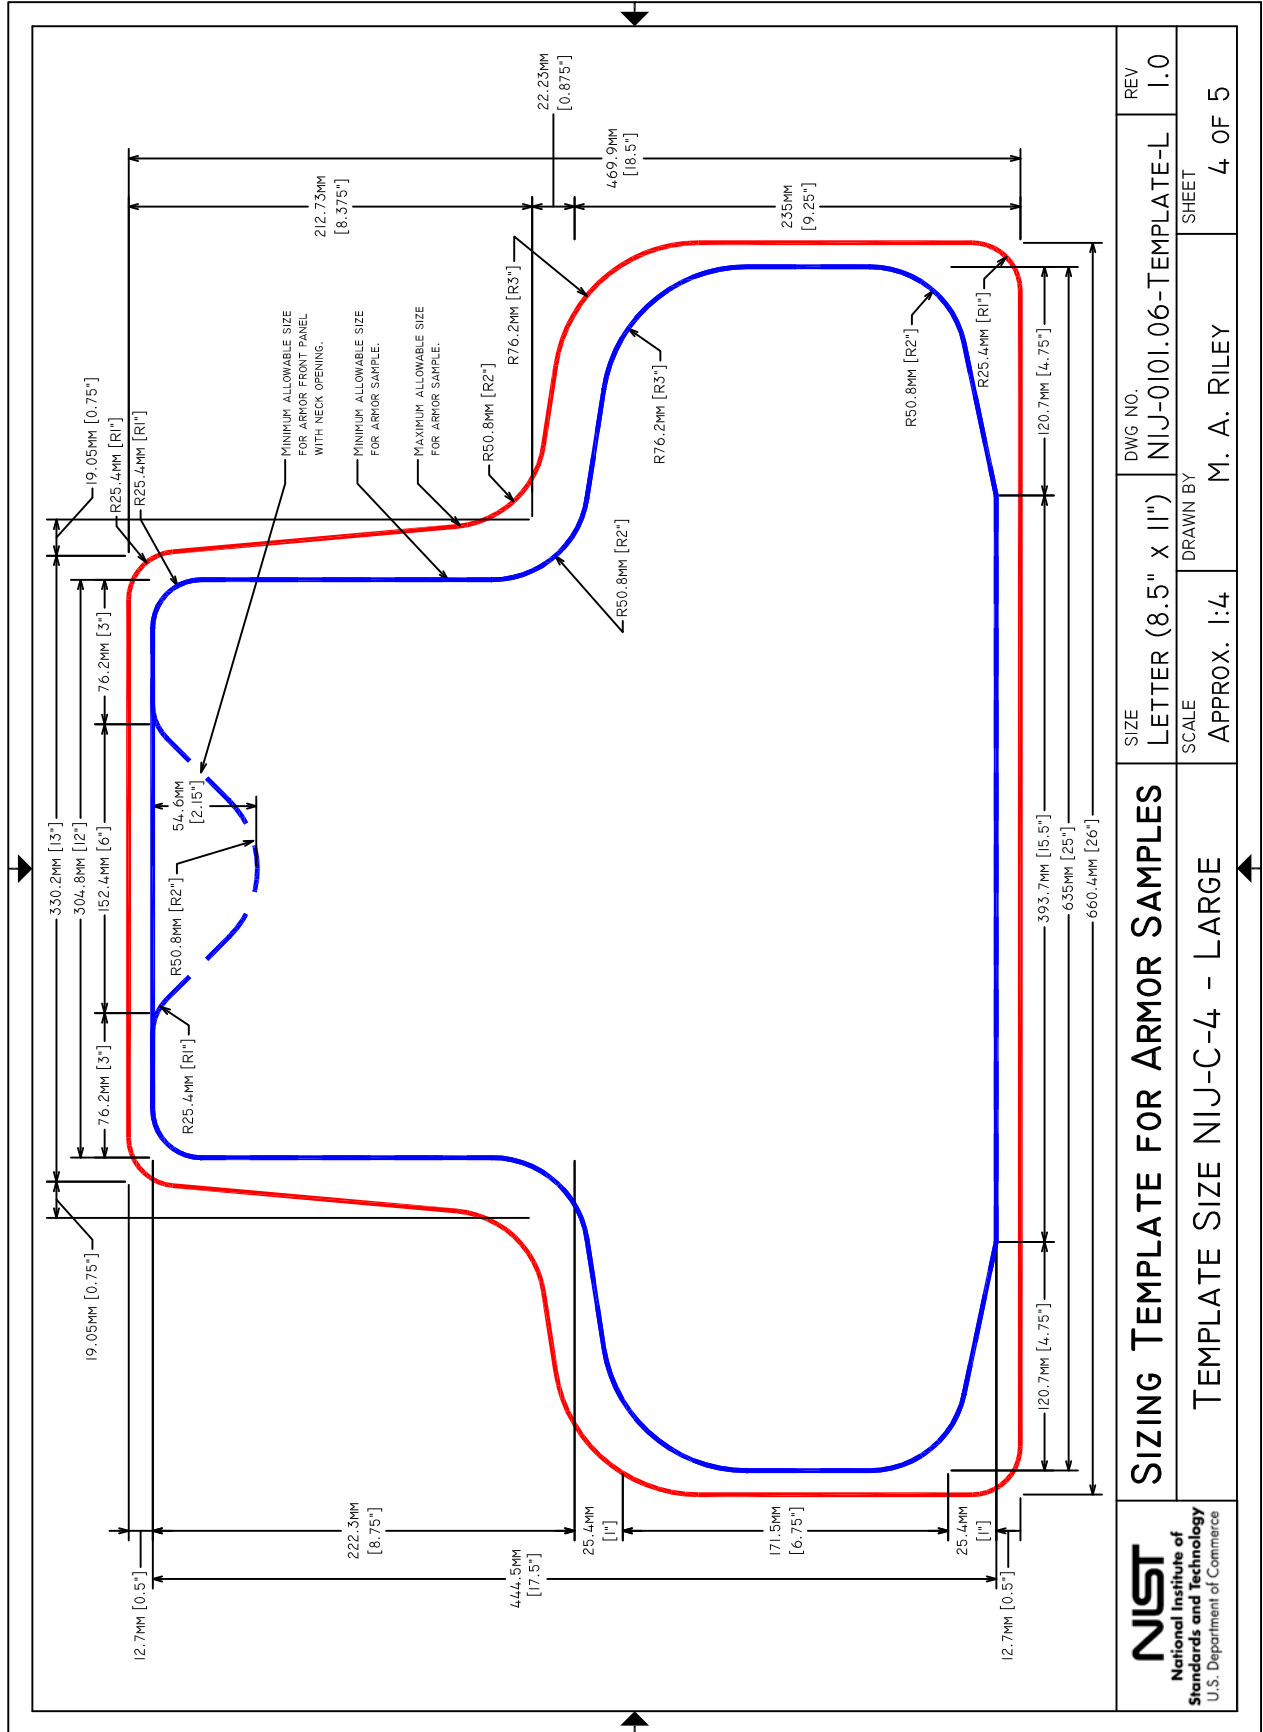 19.05MM [0.75"]
330.2MM [13"]
19.05MM [0.75"]
304.8MM [12"]
76.2MM [3"]
152.4MM [6"]
76.2MM [3"]
R25.4MM [R1"]
R25.4MM [R1"]
R25.4MM [R1"]
R50.8MM [R2"]
54.6MM
[2.15"]
MINIMUM ALLOWABLE SIZE
FOR ARMOR FRONT PANEL
WITH NECK OPENING.
MINIMUM ALLOWABLE SIZE
FOR ARMOR SAMPLE.
MAXIMUM ALLOWABLE SIZE
FOR ARMOR SAMPLE.
R50.8MM [R2"]
R76.2MM [R3"]
R50.8MM [R2"]
R76.2MM [R3"]
R50.8MM [R2"]
R25.4MM [R1"]
212.73MM
[8.375"]
22.23MM
[0.875"]
469.9MM
[18.5"]
235MM
[9.25"]
12.7MM [0.5"]
222.3MM
[8.75"]
444.5MM
[17.5"]
25.4MM
[1"]
171.5MM
[6.75"]
25.4MM
[1"]
12.7MM [0.5"]
120.7MM [4.75"]
393.7MM [15.5"]
120.7MM [4.75"]
635MM [25"]
660.4MM [26"]
NIST
National Institute of
Standards and Technology
U.S. Department of Commerce
SIZING TEMPLATE FOR ARMOR SAMPLES
TEMPLATE SIZE NIJ-C-4 - LARGE
SIZE
LETTER (8.5" X 11")
DWG NO.
NIJ-0101.06-TEMPLATE-L
REV
1.0
SCALE
APPROX. 1:4
DRAWN BY
M. A. RILEY
SHEET
4 OF 5